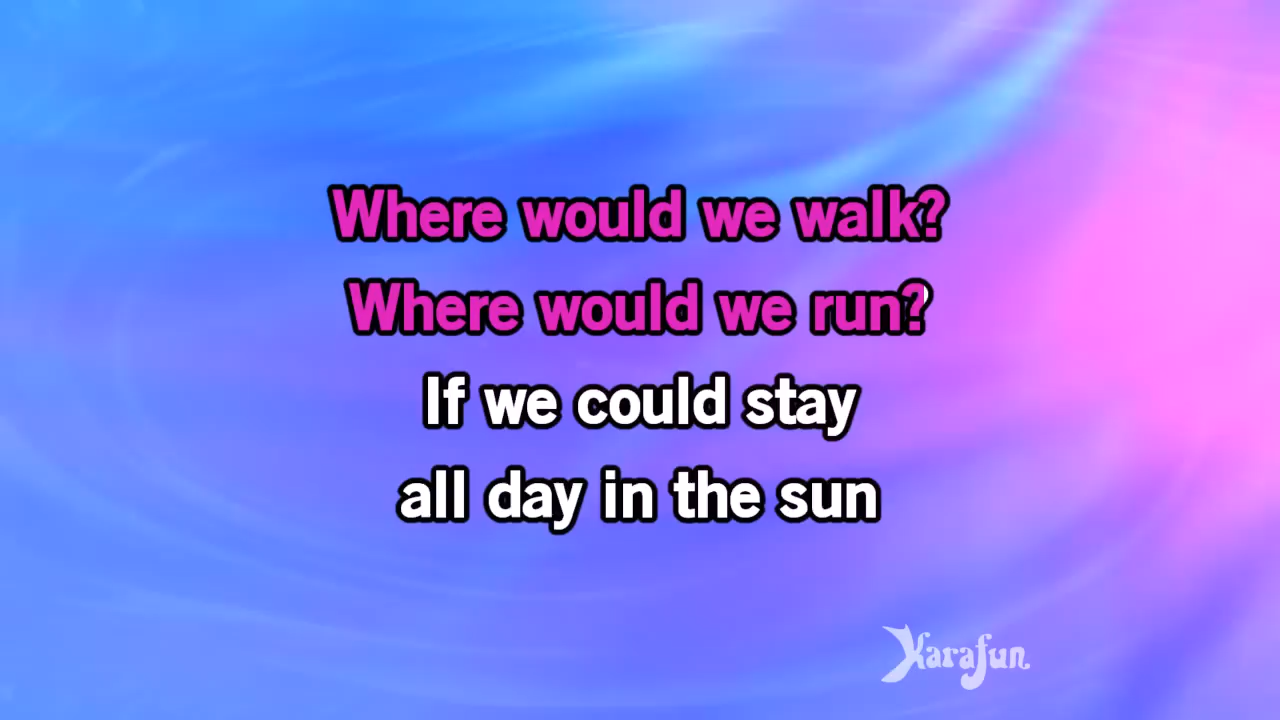 Where would we walk?
Where would we run?
If we could stay
all day in the sun
Karafun